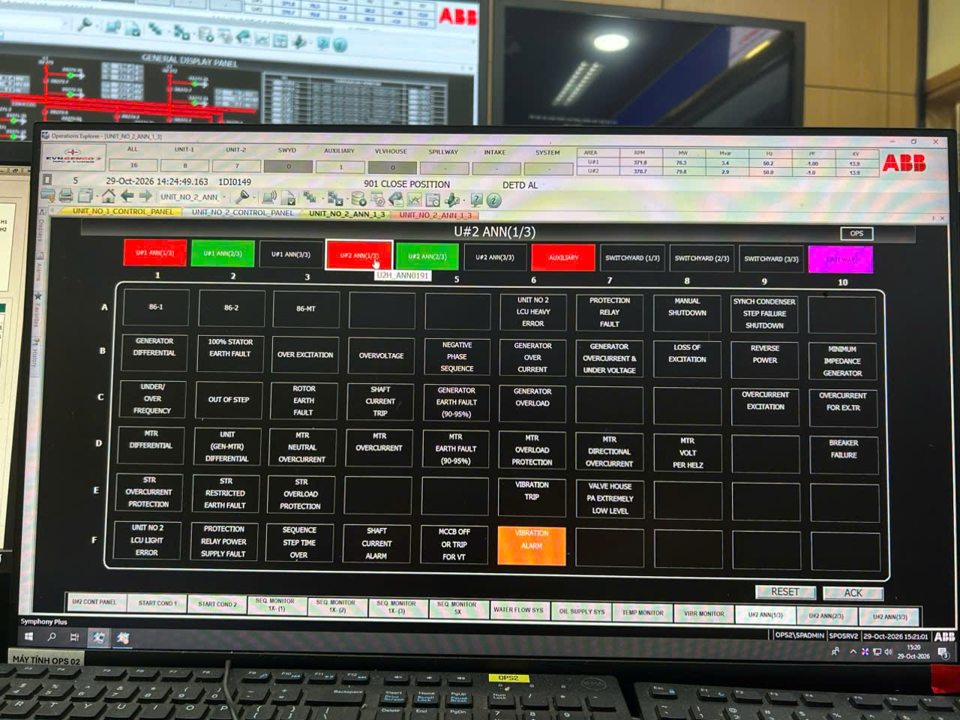 ABB
GENERAL DISPLAY PANEL
Operations Explorer - [UNIT_NO_2_ANN_1_3]
EVNGENCO 2
ALL UNIT-1 UNIT-2 SWYD AUXILIARY VLVHOUSE SPILLWAY INTAKE SYSTEM
16 8 7 0 1 0 - - -
AREA RPM MW Mvar Hz PF KV
U#1 371.8 76.3 3.4 50.2 -1.00 13.9
U#2 370.7 79.8 2.9 50.0 -1.0 13.9
ABB
5 29-Oct-2026 14:24:49.163 1DI0149 901 CLOSE POSITION DETD AL
UNIT_NO_2_ANN_
UNIT_NO_1_CONTROL_PANEL UNIT_NO_2_CONTROL_PANEL UNIT_NO_2_ANN_1_3 UNIT_NO_2_ANN_1_3
U#2 ANN(1/3)
OPS
U#1 ANN(1/3) U#1 ANN(2/3) U#1 ANN(3/3) U#2 ANN(1/3) U#2 ANN(2/3) U#2 ANN(3/3) AUXILIARY SWITCHYARD (1/3) SWITCHYARD (2/3) SWITCHYARD (3/3)
U2H_ANN0191
1 2 3 5 6 7 8 9 10
A
86-1
86-2
86-MT
UNIT NO 2
LCU HEAVY
ERROR
PROTECTION
RELAY
FAULT
MANUAL
SHUTDOWN
SYNCH CONDENSER
STEP FAILURE
SHUTDOWN
B
GENERATOR
DIFFERENTIAL
100% STATOR
EARTH FAULT
OVER EXCITATION
OVERVOLTAGE
NEGATIVE
PHASE
SEQUENCE
GENERATOR
OVER
CURRENT
GENERATOR
OVERCURRENT &
UNDER VOLTAGE
LOSS OF
EXCITATION
REVERSE
POWER
MINIMUM
IMPEDANCE
GENERATOR
C
UNDER/
OVER
FREQUENCY
OUT OF STEP
ROTOR
EARTH
FAULT
SHAFT
CURRENT
TRIP
GENERATOR
EARTH FAULT
(90-95%)
GENERATOR
OVERLOAD
OVERCURRENT
EXCITATION
OVERCURRENT
FOR EX.TR
D
MTR
DIFFERENTIAL
UNIT
(GEN-MTR)
DIFFERENTIAL
MTR
NEUTRAL
OVERCURRENT
MTR
OVERCURRENT
MTR
EARTH FAULT
(90-95%)
MTR
OVERLOAD
PROTECTION
MTR
DIRECTIONAL
OVERCURRENT
MTR
VOLT
PER HELZ
BREAKER
FAILURE
E
STR
OVERCURRENT
PROTECTION
STR
RESTRICTED
EARTH FAULT
STR
OVERLOAD
PROTECTION
VIBRATION
TRIP
VALVE HOUSE
PA EXTREMELY
LOW LEVEL
F
UNIT NO 2
LCU LIGHT
ERROR
PROTECTION
RELAY POWER
SUPPLY FAULT
SEQUENCE
STEP TIME
OVER
SHAFT
CURRENT
ALARM
MCCB OFF
OR TRIP
FOR VT
VIBRATION
ALARM
RESET ACK
U#2 CONT PANEL START COND 1 START COND 2 SEQ. MONITOR 1X- (1) SEQ. MONITOR 1X- (2) SEQ. MONITOR 1X- (3) SEQ. MONITOR 5X WATER FLOW SYS OIL SUPPLY SYS TEMP MONITOR VIBR MONITOR U#2 ANN(1/3) U#2 ANN(2/3) U#2 ANN(3/3)
Symphony Plus
OPS2\SPADMIN SPOSRV2 29-Oct-2026 15:21:01 ABB
15:20
29-Oct-2026
MÁY TÍNH OPS 02
OPS2